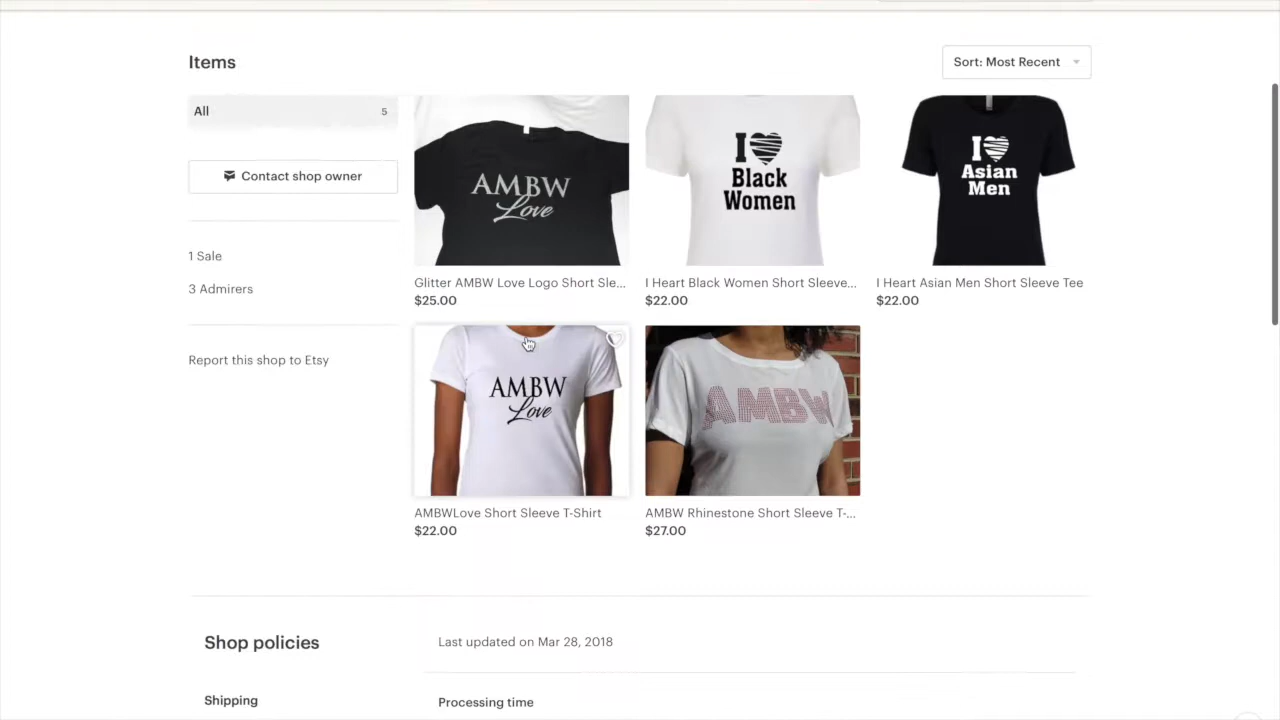 Items
Sort: Most Recent
All 5
Contact shop owner
1 Sale
3 Admirers
Report this shop to Etsy
AMBW
Love
I
Black
Women
I
Asian
Men
Glitter AMBW Love Logo Short Sle...
$25.00
I Heart Black Women Short Sleeve...
$22.00
I Heart Asian Men Short Sleeve Tee
$22.00
AMBW
Love
AMBW
AMBWLove Short Sleeve T-Shirt
$22.00
AMBW Rhinestone Short Sleeve T-...
$27.00
Shop policies
Last updated on Mar 28, 2018
Shipping
Processing time